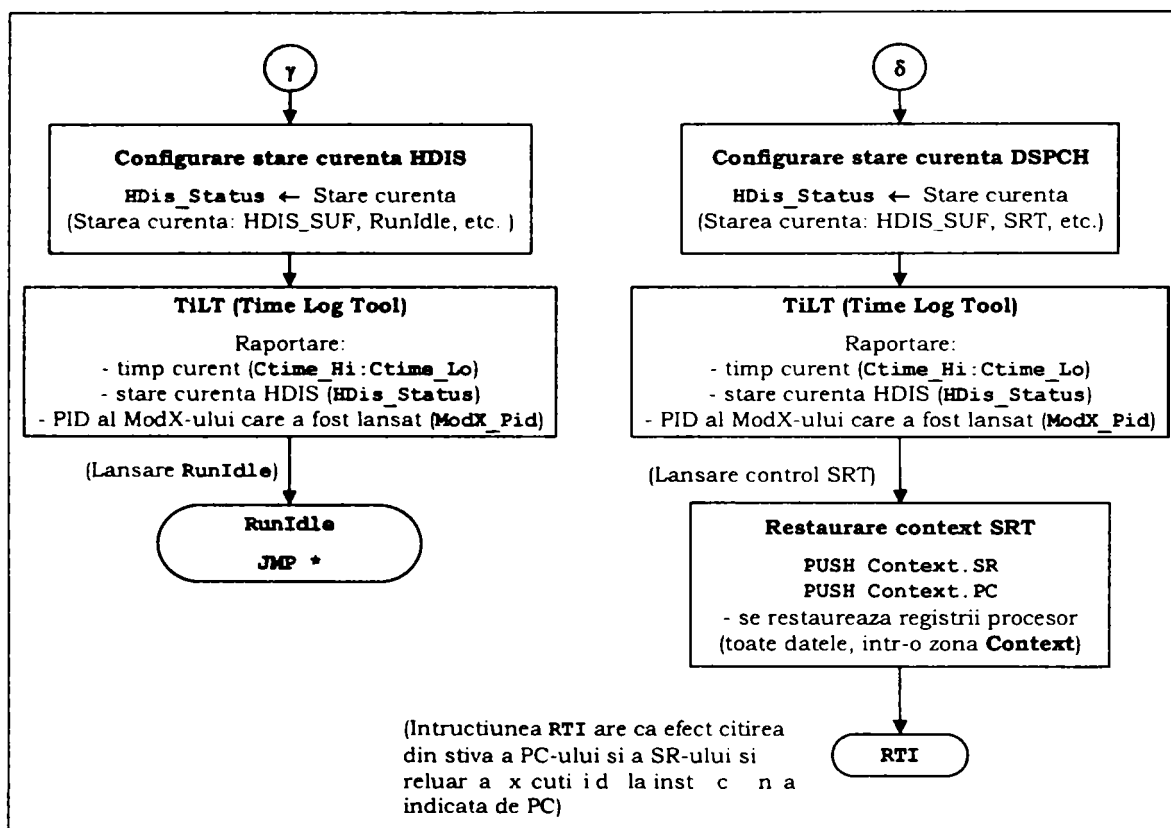 γ
Configurare stare curenta HDIS
HDis_Status ← Stare curenta
(Starea curenta: HDIS_SUF, RunIdle, etc. )
TiLT (Time Log Tool)
Raportare:
- timp curent (Ctime_Hi:Ctime_Lo)
- stare curenta HDIS (HDis_Status)
- PID al ModX-ului care a fost lansat (ModX_Pid)
(Lansare RunIdle)
RunIdle
JMP *
δ
Configurare stare curenta DSPCH
HDis_Status ← Stare curenta
(Starea curenta: HDIS_SUF, SRT, etc.)
TiLT (Time Log Tool)
Raportare:
- timp curent (Ctime_Hi:Ctime_Lo)
- stare curenta HDIS (HDis_Status)
- PID al ModX-ului care a fost lansat (ModX_Pid)
(Lansare control SRT)
Restaurare context SRT
PUSH Context.SR
PUSH Context.PC
- se restaureaza registrii procesor
(toate datele, intr-o zona Context)
RTI
(Intructiunea RTI are ca efect citirea
din stiva a PC-ului si a SR-ului si
la
indicata de PC)